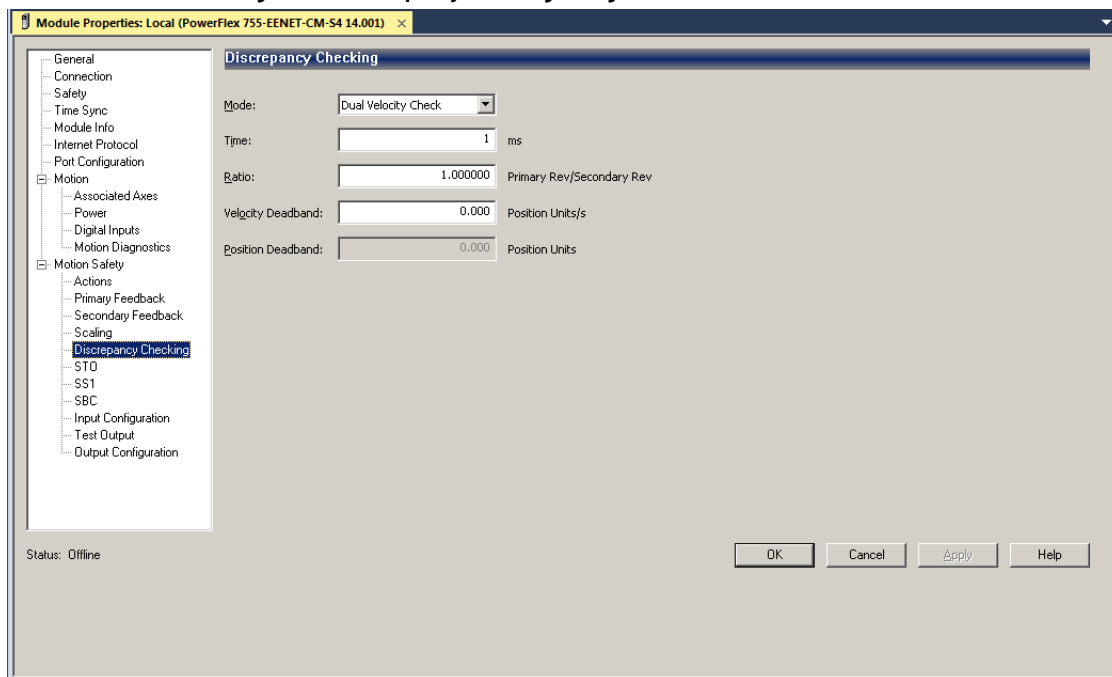 Module Properties: Local (PowerFlex 755-EENET-CM-S4 14.001) ×
General
Connection
Safety
Time Sync
Module Info
Internet Protocol
Port Configuration
Motion
Associated Axes
Power
Digital Inputs
Motion Diagnostics
Motion Safety
Actions
Primary Feedback
Secondary Feedback
Scaling
Discrepancy Checking
STO
SS1
SBC
Input Configuration
Test Output
Output Configuration
Discrepancy Checking
Mode: Dual Velocity Check
Time: 1 ms
Ratio: 1.000000 Primary Rev/Secondary Rev
Velocity Deadband: 0.000 Position Units/s
Position Deadband: 0.000 Position Units
Status: Offline
OK Cancel Apply Help